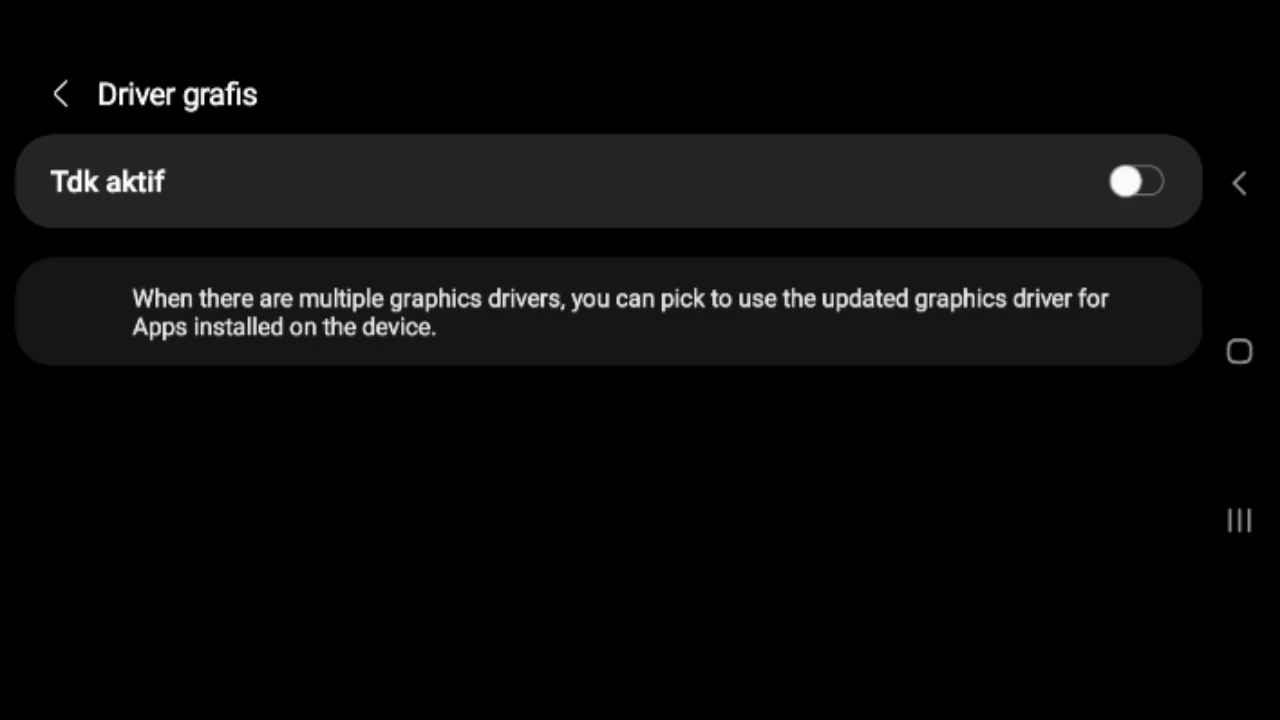 Driver grafis
Tdk aktif
When there are multiple graphics drivers, you can pick to use the updated graphics driver for
Apps installed on the device.